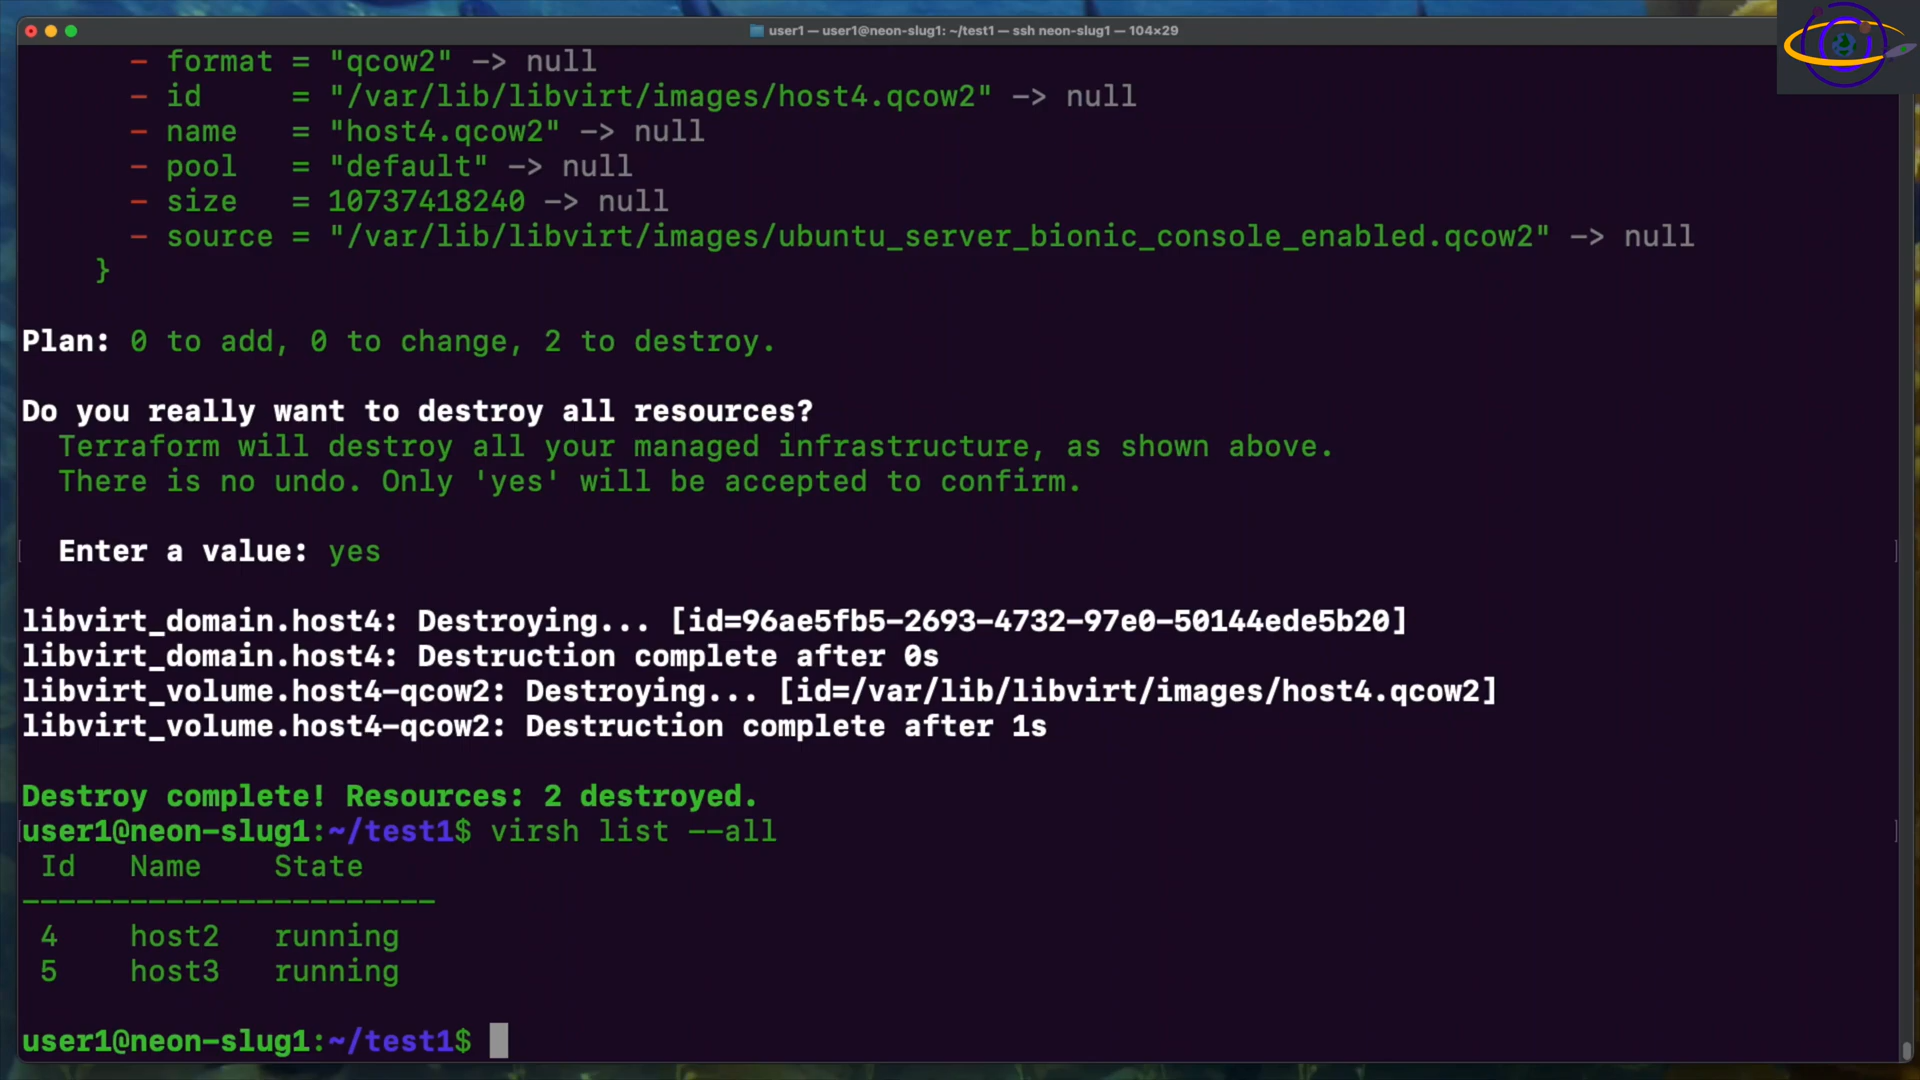 user1 — user1@neon-slug1: ~/test1 — ssh neon-slug1 — 104×29
- format = "qcow2" -> null
- id     = "/var/lib/libvirt/images/host4.qcow2" -> null
- name   = "host4.qcow2" -> null
- pool   = "default" -> null
- size   = 10737418240 -> null
- source = "/var/lib/libvirt/images/ubuntu_server_bionic_console_enabled.qcow2" -> null
}
Plan: 0 to add, 0 to change, 2 to destroy.
Do you really want to destroy all resources?
Terraform will destroy all your managed infrastructure, as shown above.
There is no undo. Only 'yes' will be accepted to confirm.
Enter a value: yes
libvirt_domain.host4: Destroying... [id=96ae5fb5-2693-4732-97e0-50144ede5b20]
libvirt_domain.host4: Destruction complete after 0s
libvirt_volume.host4-qcow2: Destroying... [id=/var/lib/libvirt/images/host4.qcow2]
libvirt_volume.host4-qcow2: Destruction complete after 1s
Destroy complete! Resources: 2 destroyed.
user1@neon-slug1:~/test1$ virsh list --all
Id   Name    State
-----------------------
4    host2   running
5    host3   running
user1@neon-slug1:~/test1$